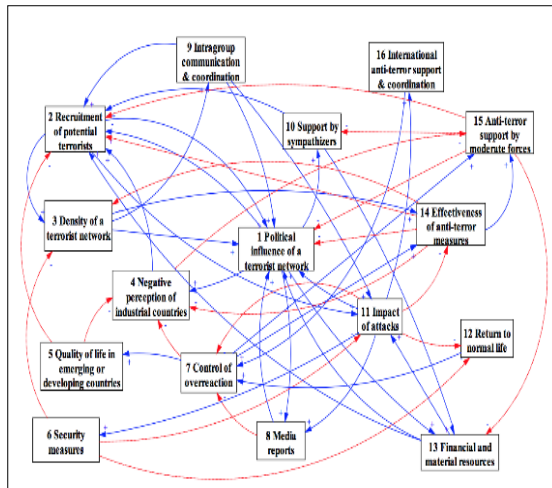 9 Intragroup
communication
& coordination
16 International
anti-terror support
& coordination
2 Recruitment
of potential
terrorists
10 Support by
sympathizers
15 Anti-terror
support by
moderate forces
3 Density of a
terrorist network
14 Effectiveness
of anti-terror
measures
1 Political
influence of a
terrorist network
4 Negative
perception of
industrial countries
11 Impact
of attacks
12 Return to
normal life
5 Quality of life in
emerging or
developing countries
7 Control of
overreaction
6 Security
measures
8 Media
reports
13 Financial and
material resources